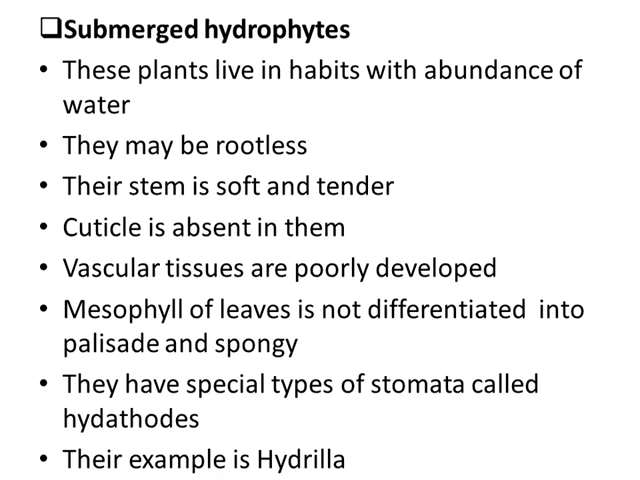 ❑Submerged hydrophytes
• These plants live in habits with abundance of
water
• They may be rootless
• Their stem is soft and tender
• Cuticle is absent in them
• Vascular tissues are poorly developed
• Mesophyll of leaves is not differentiated into
palisade and spongy
• They have special types of stomata called
hydathodes
• Their example is Hydrilla